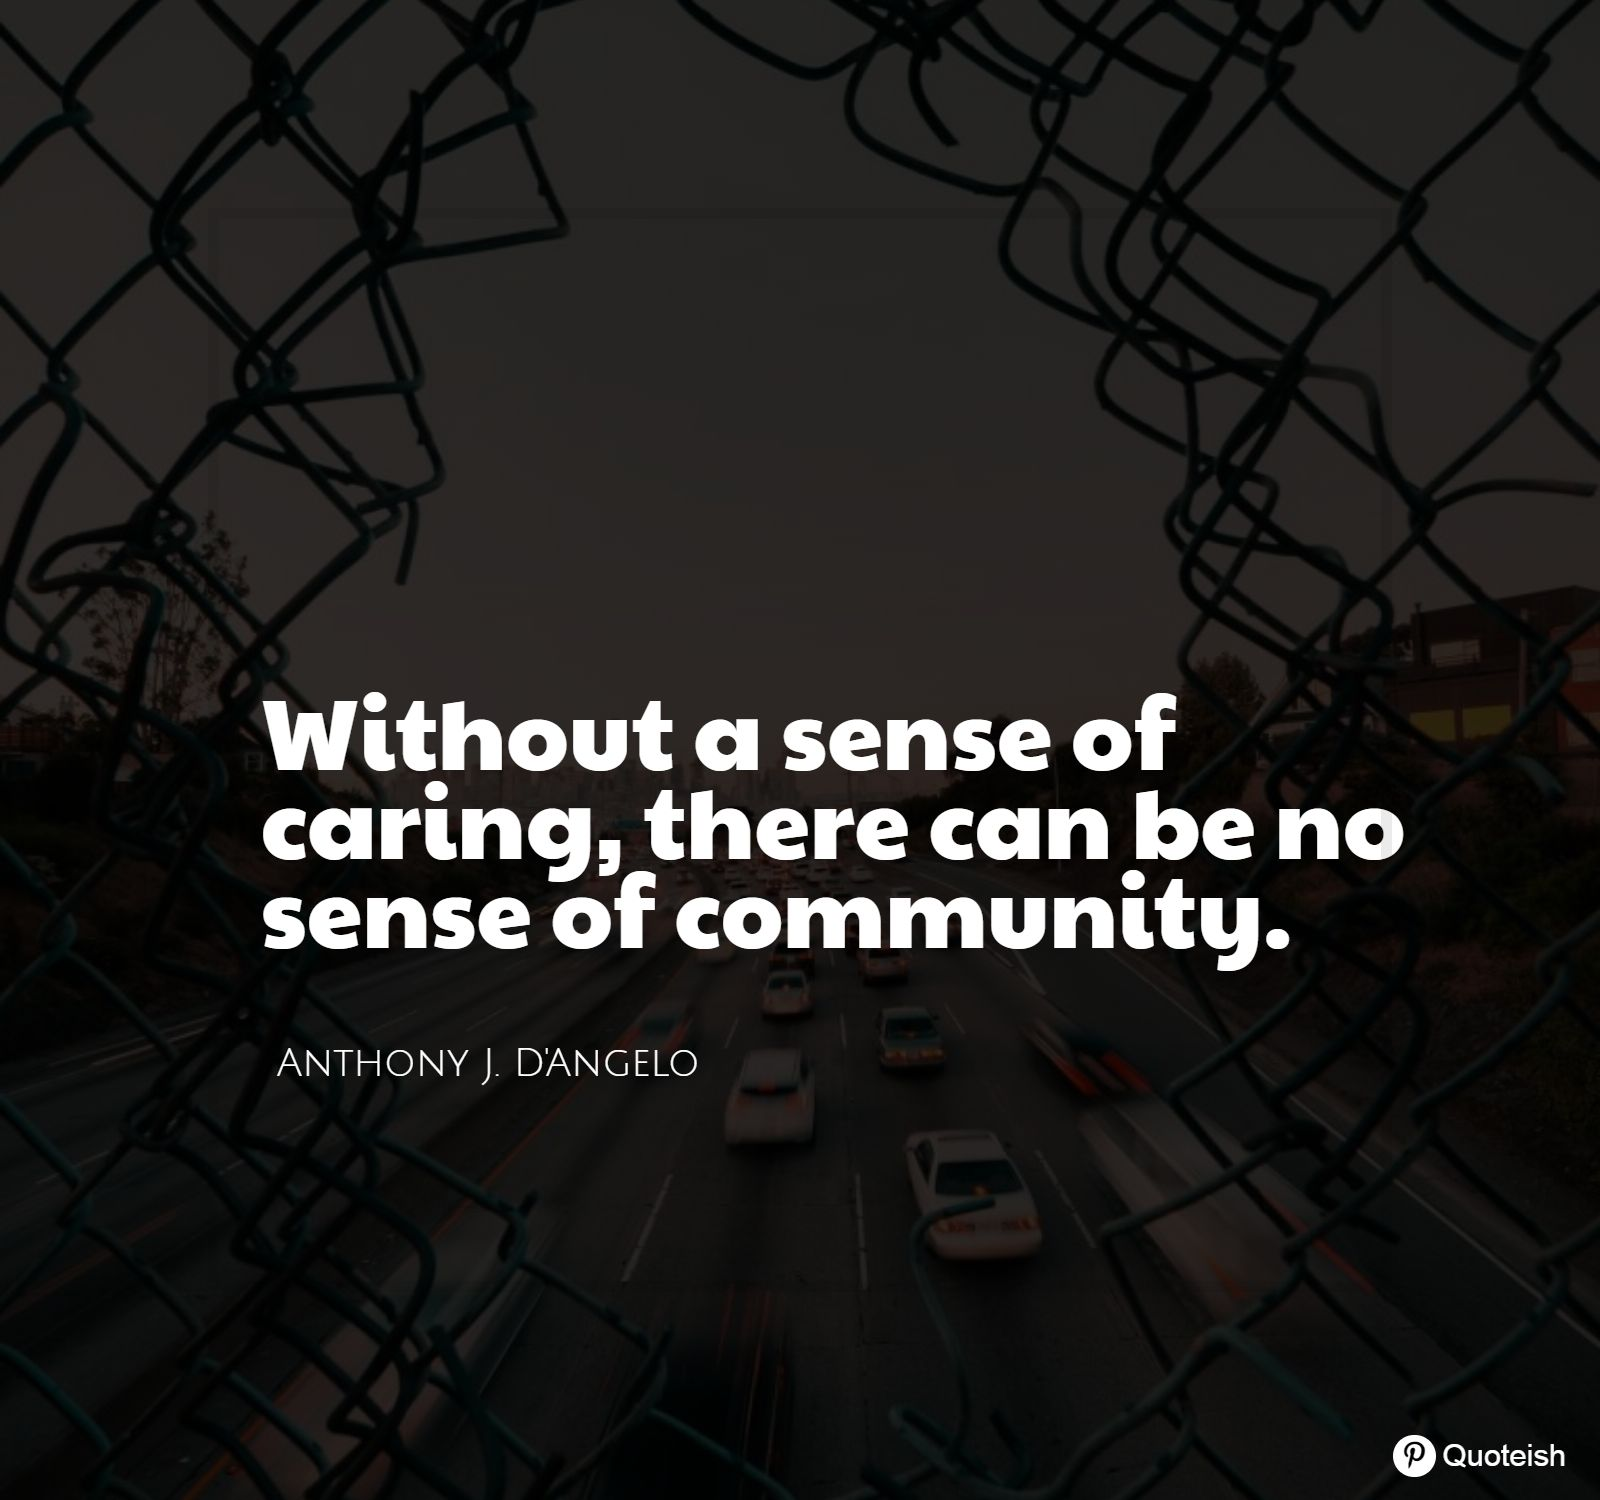 Without a sense of
caring, there can be no
sense of community.
Anthony J. D'Angelo
Quoteish